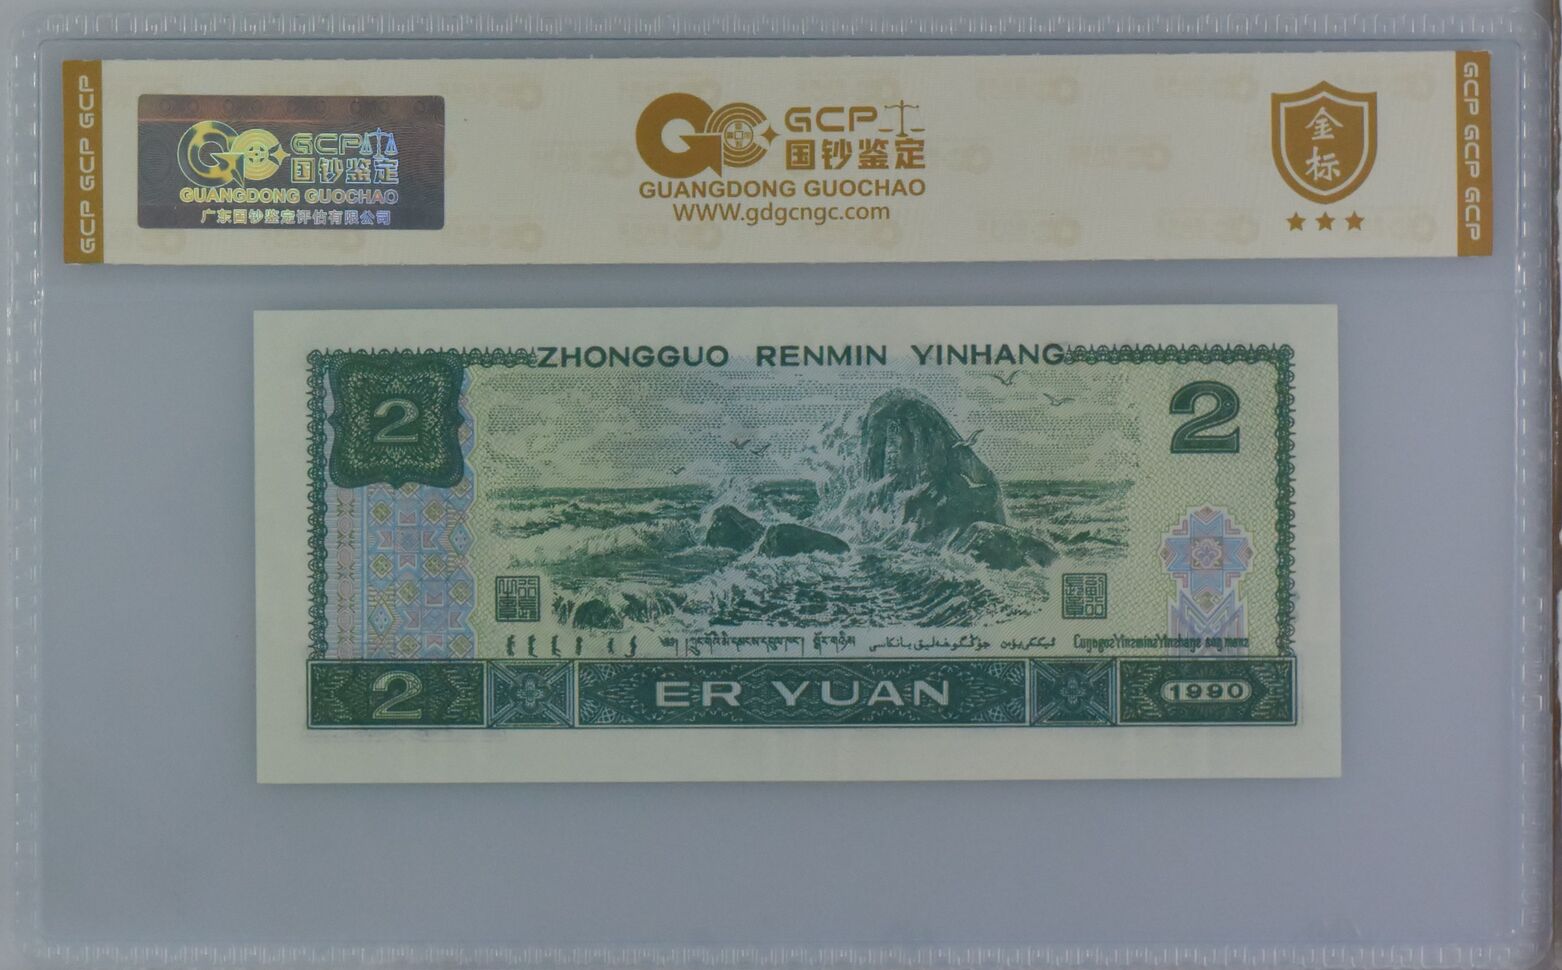 GCP GCP GCP
GCP
国钞鉴定
GUANGDONG GUOCHAO
广东国钞鉴定评估有限公司
GCP
国钞鉴定
GUANGDONG GUOCHAO
WWW.gdgcngc.com
金
标
GCP GCP GCP
ZHONGGUO RENMIN YINHANG
2
2
2 ER YUAN 1990